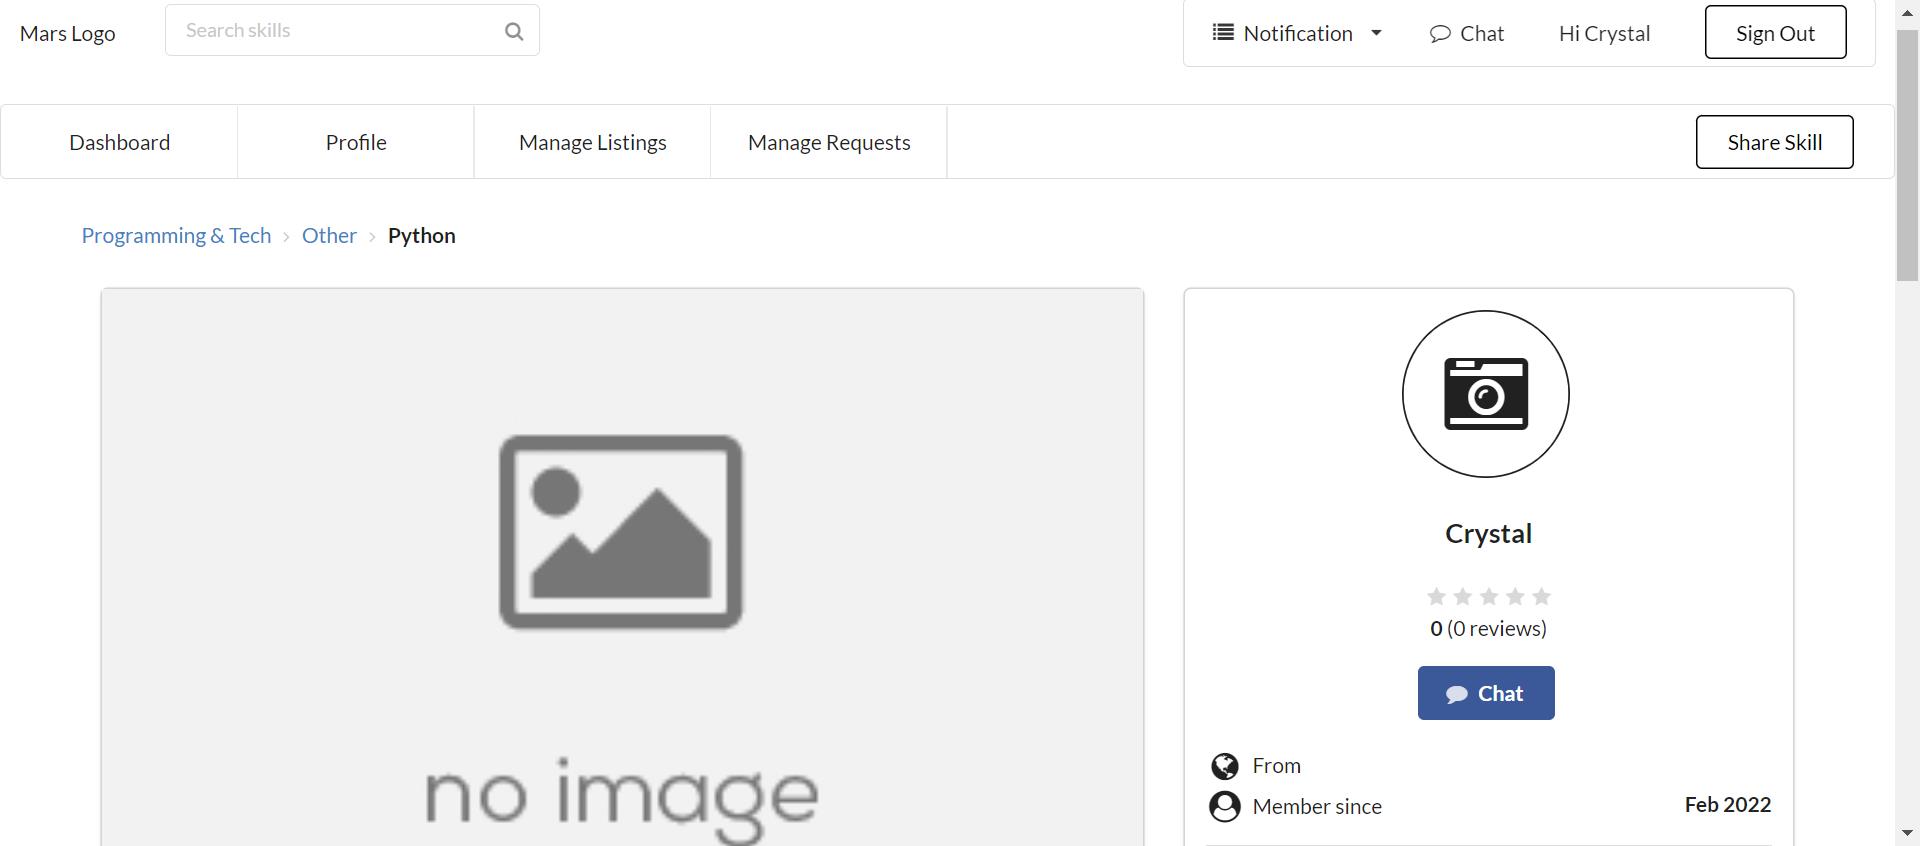 Mars Logo
Search skills
Notification
Chat
Hi Crystal
Sign Out
Dashboard
Profile
Manage Listings
Manage Requests
Share Skill
Programming & Tech
Other
Python
no image
Crystal
0 (0 reviews)
Chat
From
Member since
Feb 2022